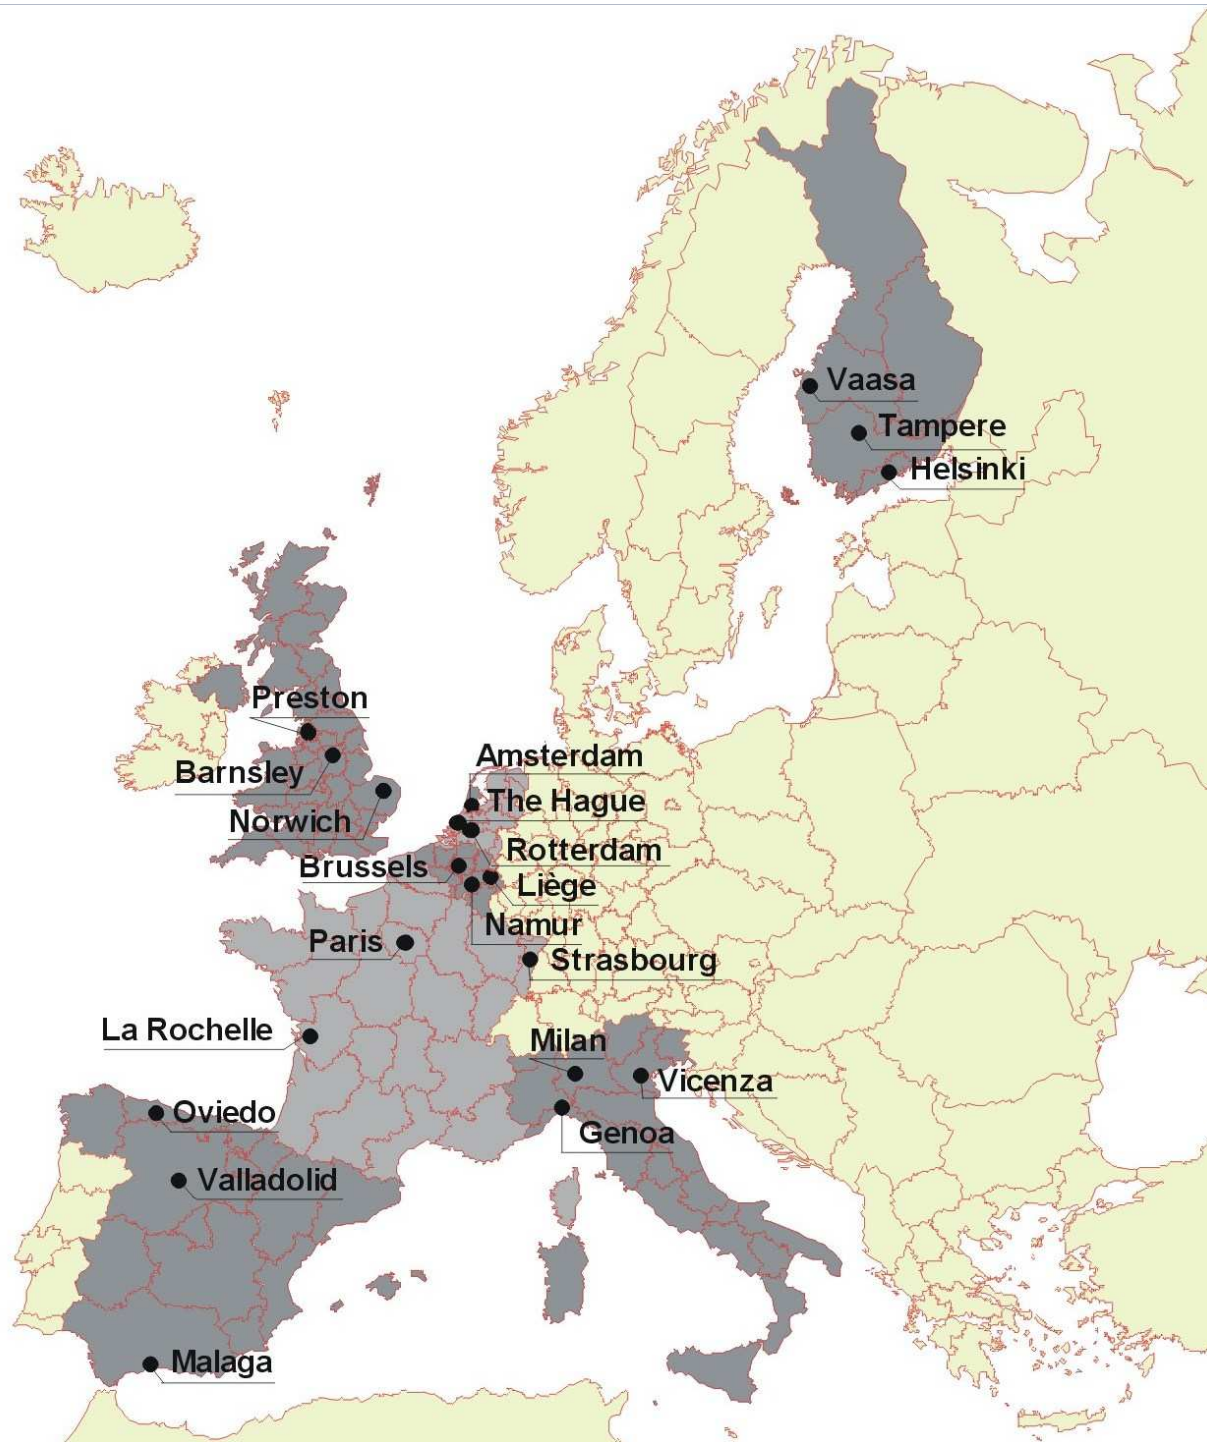 Vaasa
Tampere
Helsinki
Preston
Amsterdam
Barnsley
The Hague
Norwich
Rotterdam
Brussels
Liège
Namur
Paris
Strasbourg
La Rochelle
Milan
Vicenza
Oviedo
Genoa
Valladolid
Malaga